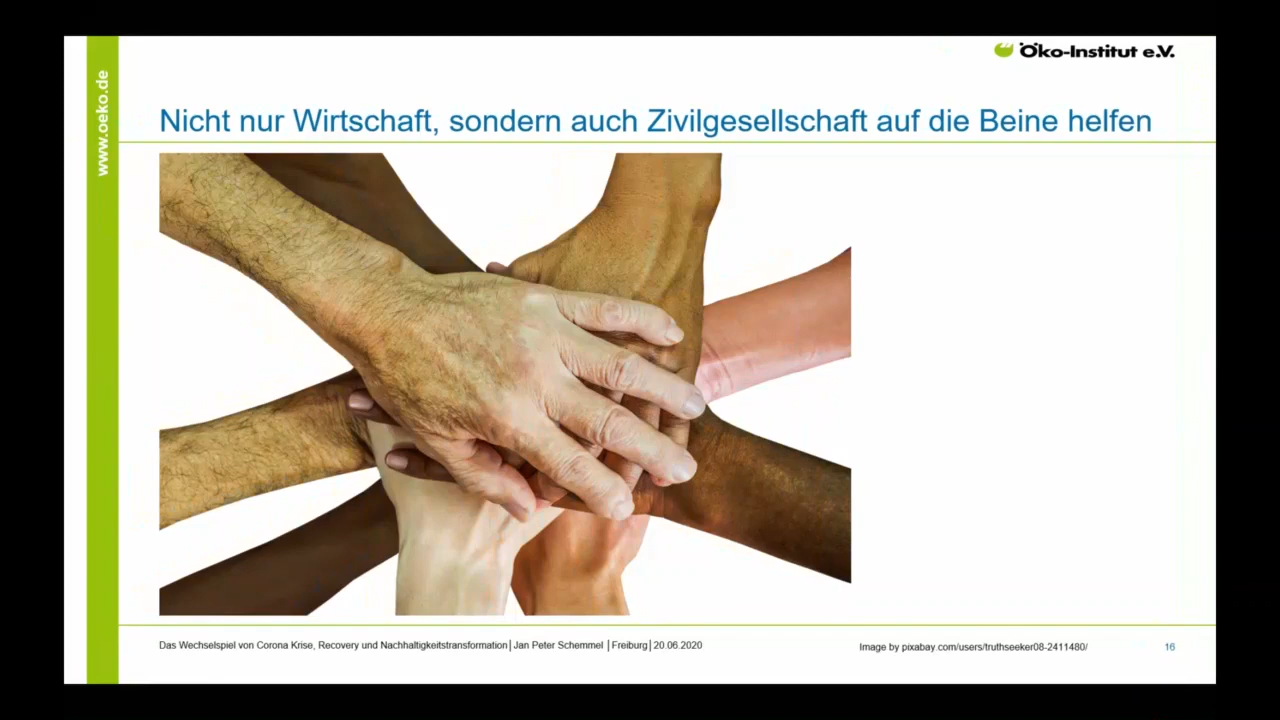 Öko-Institut e.V.
www.oeko.de
Nicht nur Wirtschaft, sondern auch Zivilgesellschaft auf die Beine helfen
Das Wechselspiel von Corona Krise, Recovery und Nachhaltigkeitstransformation│Jan Peter Schemmel │Freiburg│20.06.2020
Image by pixabay.com/users/truthseeker08-2411480/
16